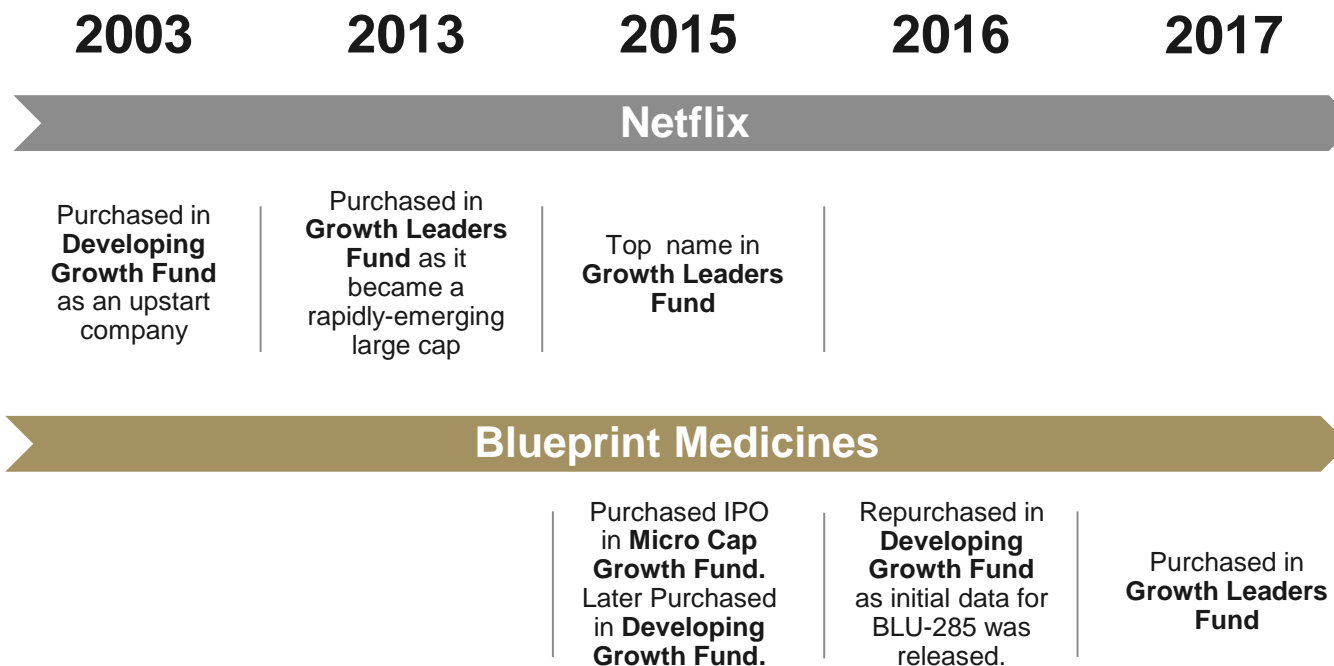 2003 2013 2015 2016 2017
Netflix
Purchased in
Developing
Growth Fund
as an upstart
company
Purchased in
Growth Leaders
Fund as it
became a
rapidly-emerging
large cap
Top name in
Growth Leaders
Fund
Blueprint Medicines
Purchased IPO
in Micro Cap
Growth Fund.
Later Purchased
in Developing
Growth Fund.
Repurchased in
Developing
Growth Fund
as initial data for
BLU-285 was
released.
Purchased in
Growth Leaders
Fund